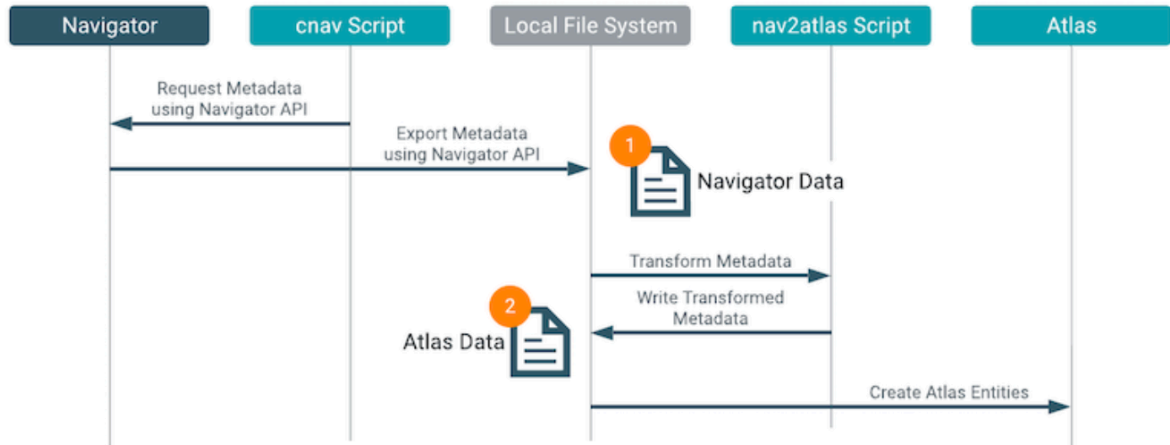 Navigator
cnav Script
Local File System
nav2atlas Script
Atlas
Request Metadata
using Navigator API
Export Metadata
using Navigator API
1
Navigator Data
Transform Metadata
2
Write Transformed
Metadata
Atlas Data
Create Atlas Entities